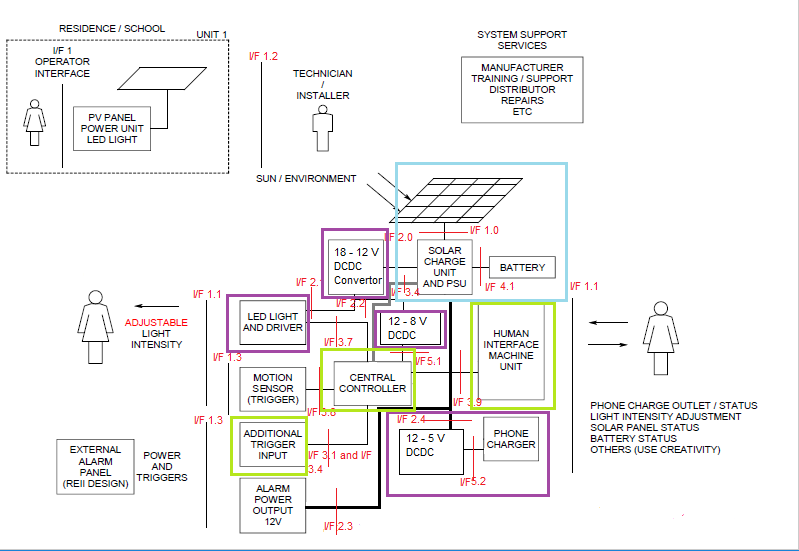 RESIDENCE / SCHOOL
UNIT 1
I/F 1
OPERATOR
INTERFACE
PV PANEL
POWER UNIT
LED LIGHT
I/F 1.2
TECHNICIAN
/
INSTALLER
SYSTEM SUPPORT
SERVICES
MANUFACTURER
TRAINING / SUPPORT
DISTRIBUTOR
REPAIRS
ETC
SUN / ENVIRONMENT
I/F 2.0
I/F 1.0
18 - 12 V
DCDC
Convertor
SOLAR
CHARGE
UNIT
AND PSU
BATTERY
I/F 4.1
I/F 3.4
I/F 2.
I/F 2.2
I/F 1.1
I/F 1.1
ADJUSTABLE
LIGHT
INTENSITY
LED LIGHT
AND DRIVER
12 - 8 V
DCDC
HUMAN
INTERFACE
MACHINE
UNIT
I/F 3.7
I/F 1.3
I/F5.1
MOTION
SENSOR
(TRIGGER)
CENTRAL
CONTROLLER
I/F 3.9
I/F3.8
PHONE CHARGE OUTLET / STATUS
LIGHT INTENSITY ADJUSTMENT
SOLAR PANEL STATUS
BATTERY STATUS
OTHERS (USE CREATIVITY)
I/F 1.3
I/F 2.4
ADDITIONAL
TRIGGER
INPUT
I/F 3.1 and I/F
3.4
12 - 5 V
DCDC
PHONE
CHARGER
I/F5.2
EXTERNAL
ALARM
PANEL
(REII DESIGN)
POWER
AND
TRIGGERS
ALARM
POWER
OUTPUT
12V
I/F 2.3